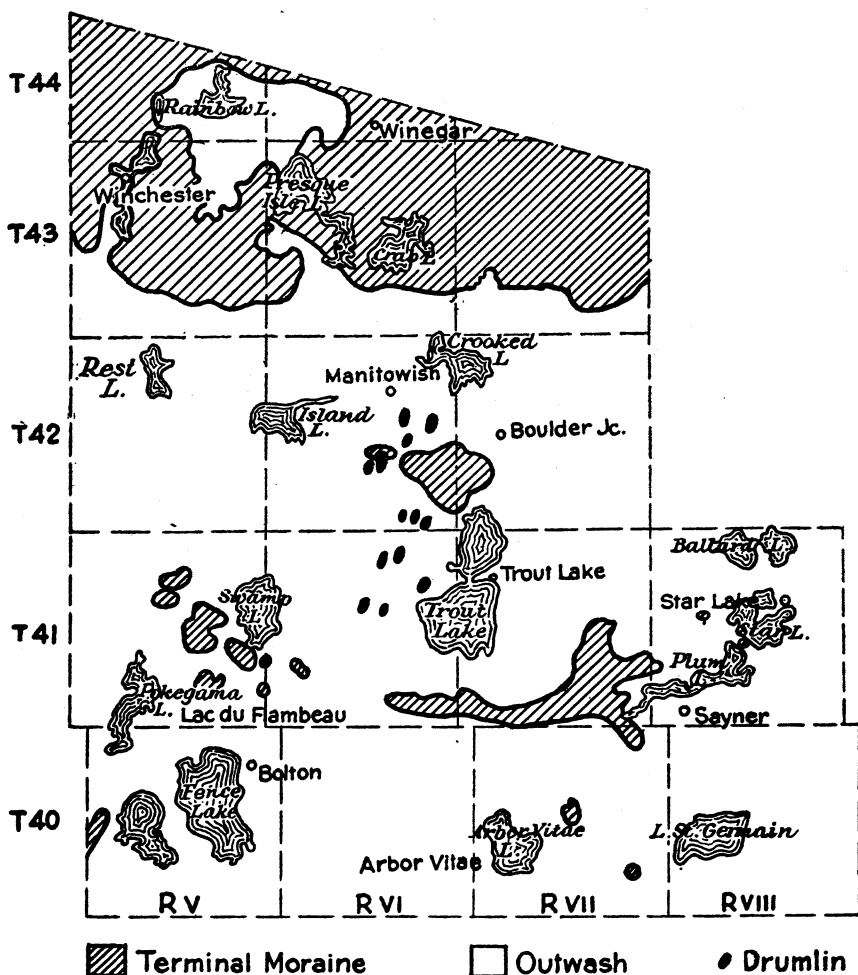 T44
Rainbow L.
Winegar
Winchester
Presque
Isle L.
T43
Crab L
Crooked
L
Rest
L.
Manitowish
Island
L.
Boulder Jc.
T42
Ballard L
Trout Lake
Swamp
L
Star Lake
Trout
Lake
Star L.
T41
Plum
Pokegama
L.
Lac du Flambeau
Sayner
Bolton
Fence
Lake
T40
Arbor Vitae
L.
L. St. Germain
Arbor Vitae
R V
R VI
R VII
R VIII
Terminal Moraine
Outwash
Drumlin